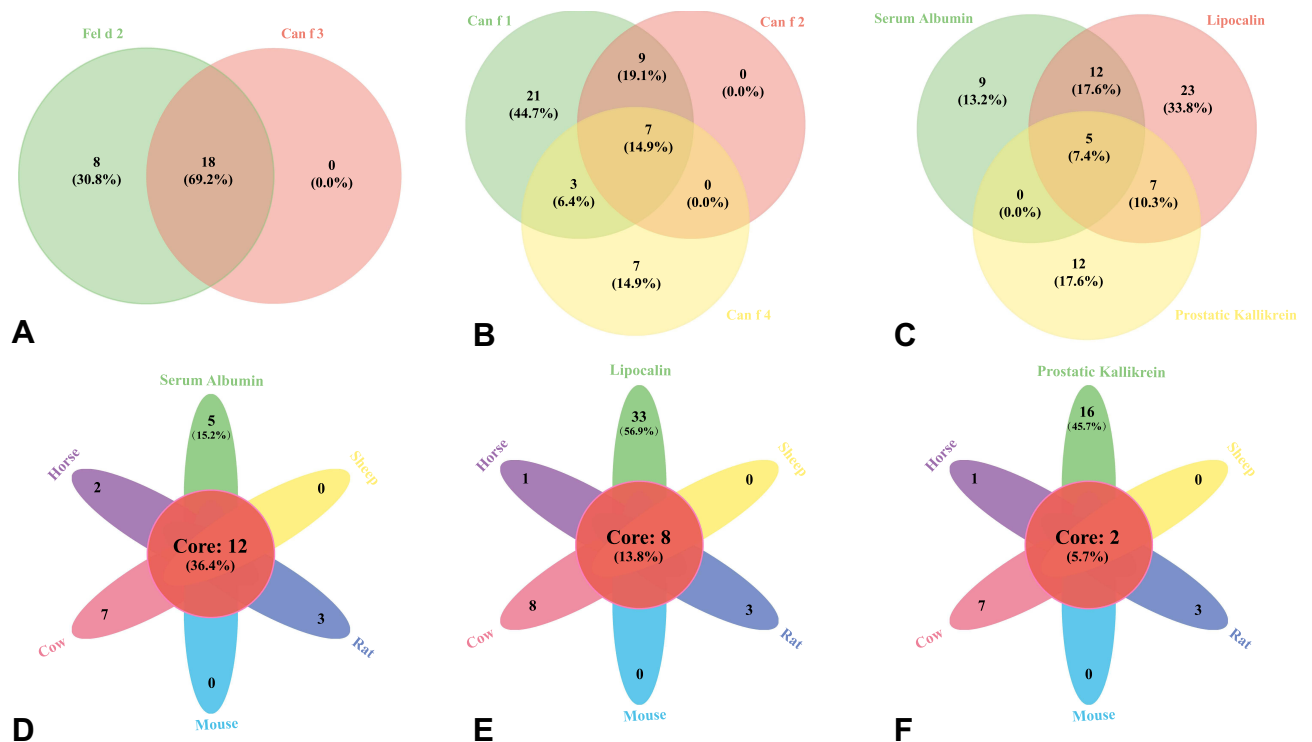 Fel d 2
Can f 3
8
(30.8%)
18
(69.2%)
0
(0.0%)
A
Can f 1
Can f 2
9
(19.1%)
0
(0.0%)
21
(44.7%)
7
(14.9%)
3
(6.4%)
0
(0.0%)
7
(14.9%)
Can f 4
B
Serum Albumin
Lipocalin
9
(13.2%)
12
(17.6%)
23
(33.8%)
5
(7.4%)
0
(0.0%)
7
(10.3%)
12
(17.6%)
Prostatic Kallikrein
C
Serum Albumin
5
(15.2%)
Horse
2
Sheep
0
Core: 12
(36.4%)
7
Cow
3
Rat
0
Mouse
D
Lipocalin
33
(56.9%)
Horse
1
Sheep
0
Core: 8
(13.8%)
8
Cow
3
Rat
0
Mouse
E
Prostatic Kallikrein
16
(45.7%)
Horse
1
Sheep
0
Core: 2
(5.7%)
7
Cow
3
Rat
0
Mouse
F